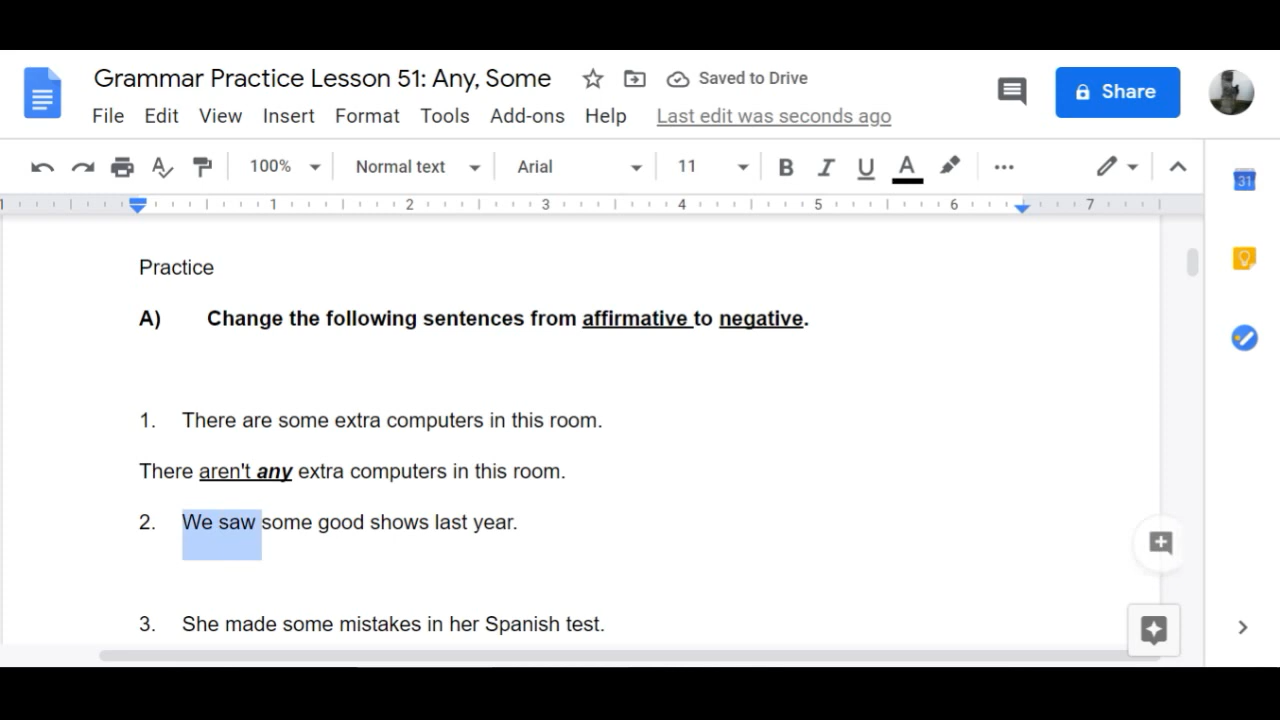 Grammar Practice Lesson 51: Any, Some Saved to Drive
File Edit View Insert Format Tools Add-ons Help Last edit was seconds ago
Share
100% Normal text Arial 11 B I U A
1 1 2 3 4 5 6 7
31
Practice
A) Change the following sentences from affirmative to negative.
1. There are some extra computers in this room.
There aren't any extra computers in this room.
2. We saw some good shows last year.
3. She made some mistakes in her Spanish test.